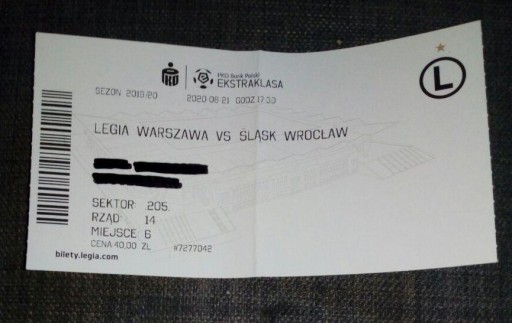 PKO Bank Polski
EKSTRAKLASA
SEZON 2019/20
2020-06-21 GODZ.17:30
L
LEGIA WARSZAWA VS ŚLĄSK WROCŁAW
SEKTOR: 205
RZĄD: 14
MIEJSCE 6
CENA 40,00 ZŁ
#7277042
bilety.legia.com